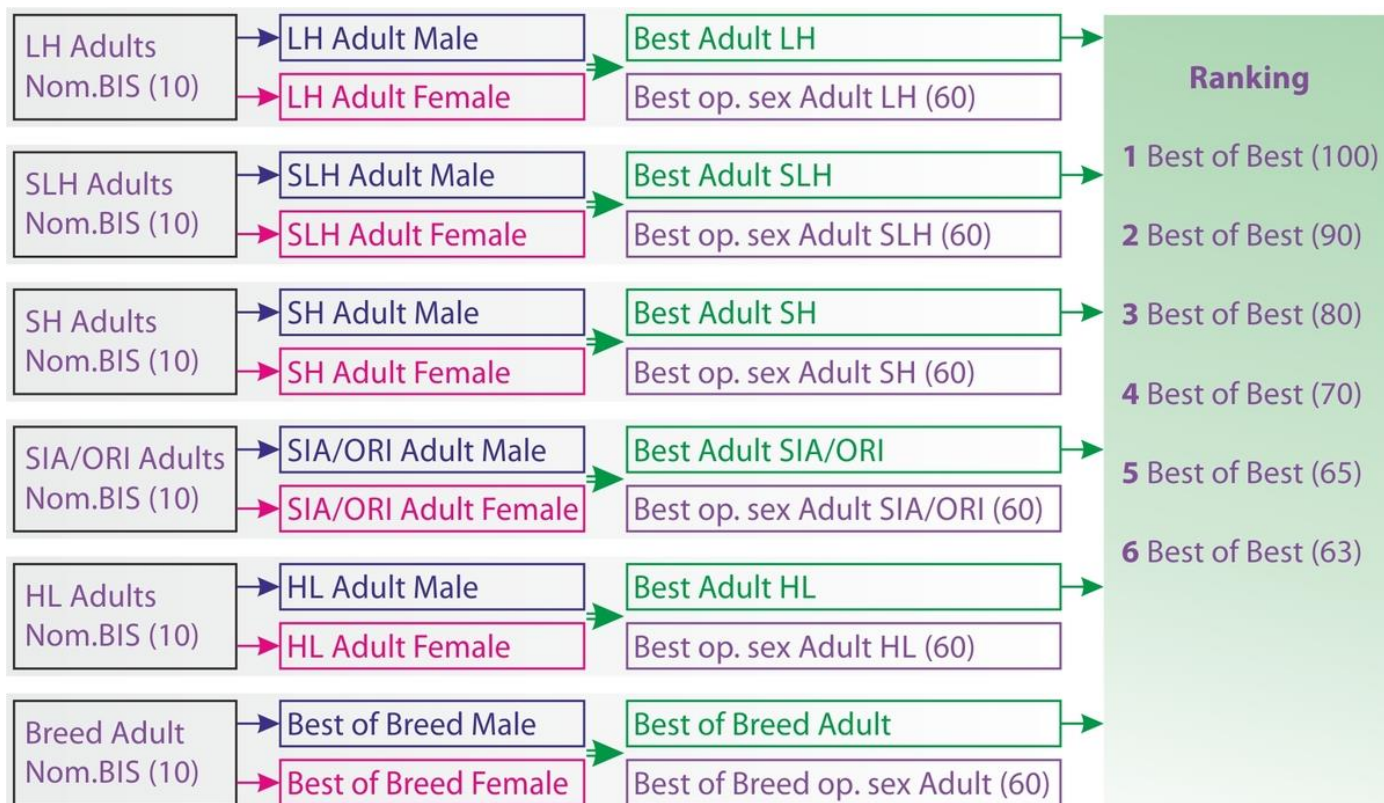 LH Adults
Nom.BIS (10)
LH Adult Male
LH Adult Female
Best Adult LH
Best op. sex Adult LH (60)
SLH Adults
Nom.BIS (10)
SLH Adult Male
SLH Adult Female
Best Adult SLH
Best op. sex Adult SLH (60)
SH Adults
Nom.BIS (10)
SH Adult Male
SH Adult Female
Best Adult SH
Best op. sex Adult SH (60)
SIA/ORI Adults
Nom.BIS (10)
SIA/ORI Adult Male
SIA/ORI Adult Female
Best Adult SIA/ORI
Best op. sex Adult SIA/ORI (60)
HL Adults
Nom.BIS (10)
HL Adult Male
HL Adult Female
Best Adult HL
Best op. sex Adult HL (60)
Breed Adult
Nom.BIS (10)
Best of Breed Male
Best of Breed Female
Best of Breed Adult
Best of Breed op. sex Adult (60)
Ranking
1 Best of Best (100)
2 Best of Best (90)
3 Best of Best (80)
4 Best of Best (70)
5 Best of Best (65)
6 Best of Best (63)